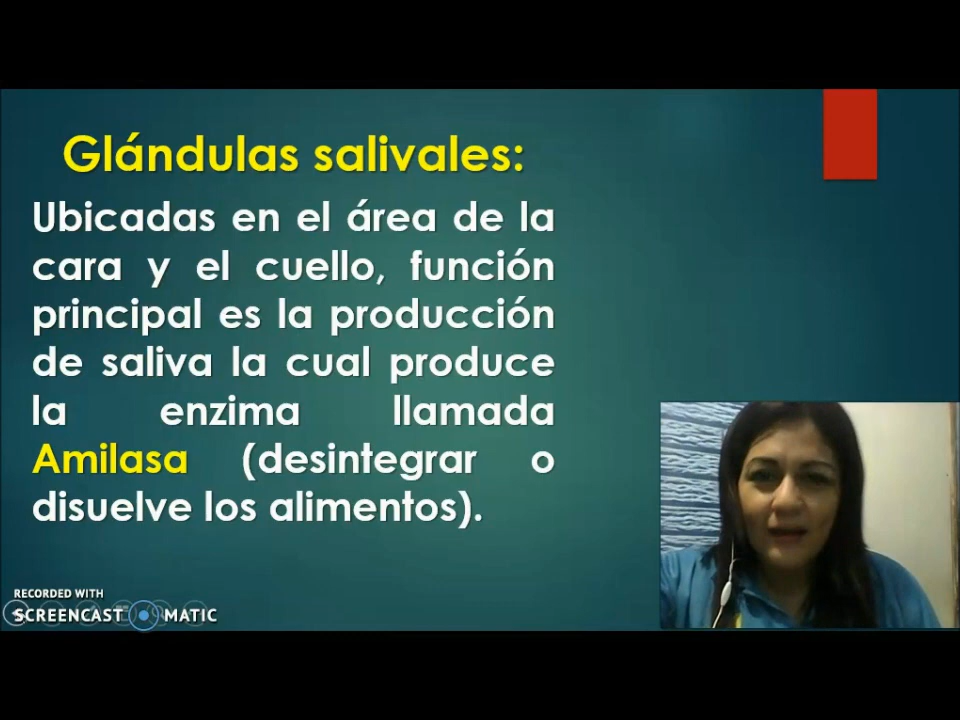 Glándulas salivales:
Ubicadas en el área de la
cara y el cuello, función
principal es la producción
de saliva la cual produce
la enzima llamada
Amilasa (desintegrar o
disuelve los alimentos).
RECORDED WITH
SCREENCAST MATIC